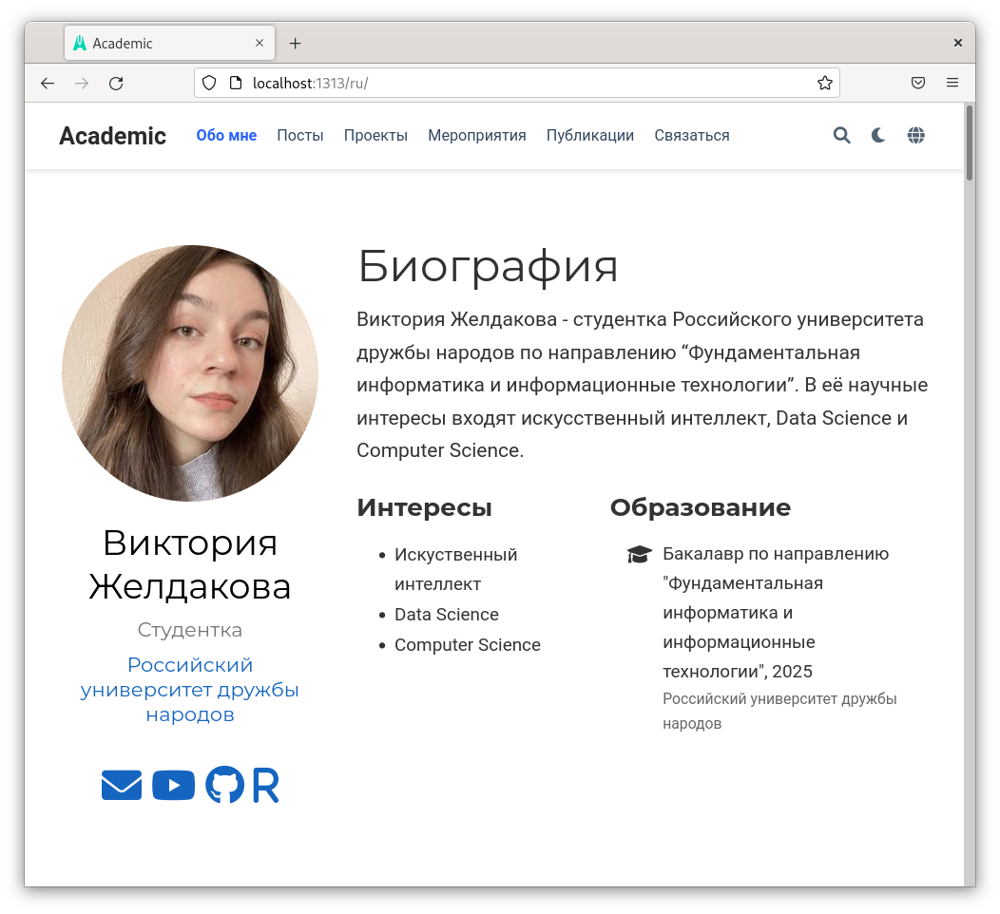 Academic
localhost:1313/ru/
Academic Обо мне Посты Проекты Мероприятия Публикации Связаться
Биография
Виктория Желдакова - студентка Российского университета
дружбы народов по направлению “Фундаментальная
информатика и информационные технологии”. В её научные
интересы входят искусственный интеллект, Data Science и
Computer Science.
Виктория
Желдакова
Студентка
Российский
университет дружбы
народов
R
Интересы
Искуственный
интеллект
Data Science
Computer Science
Образование
Бакалавр по направлению
"Фундаментальная
информатика и
информационные
технологии", 2025
Российский университет дружбы
народов